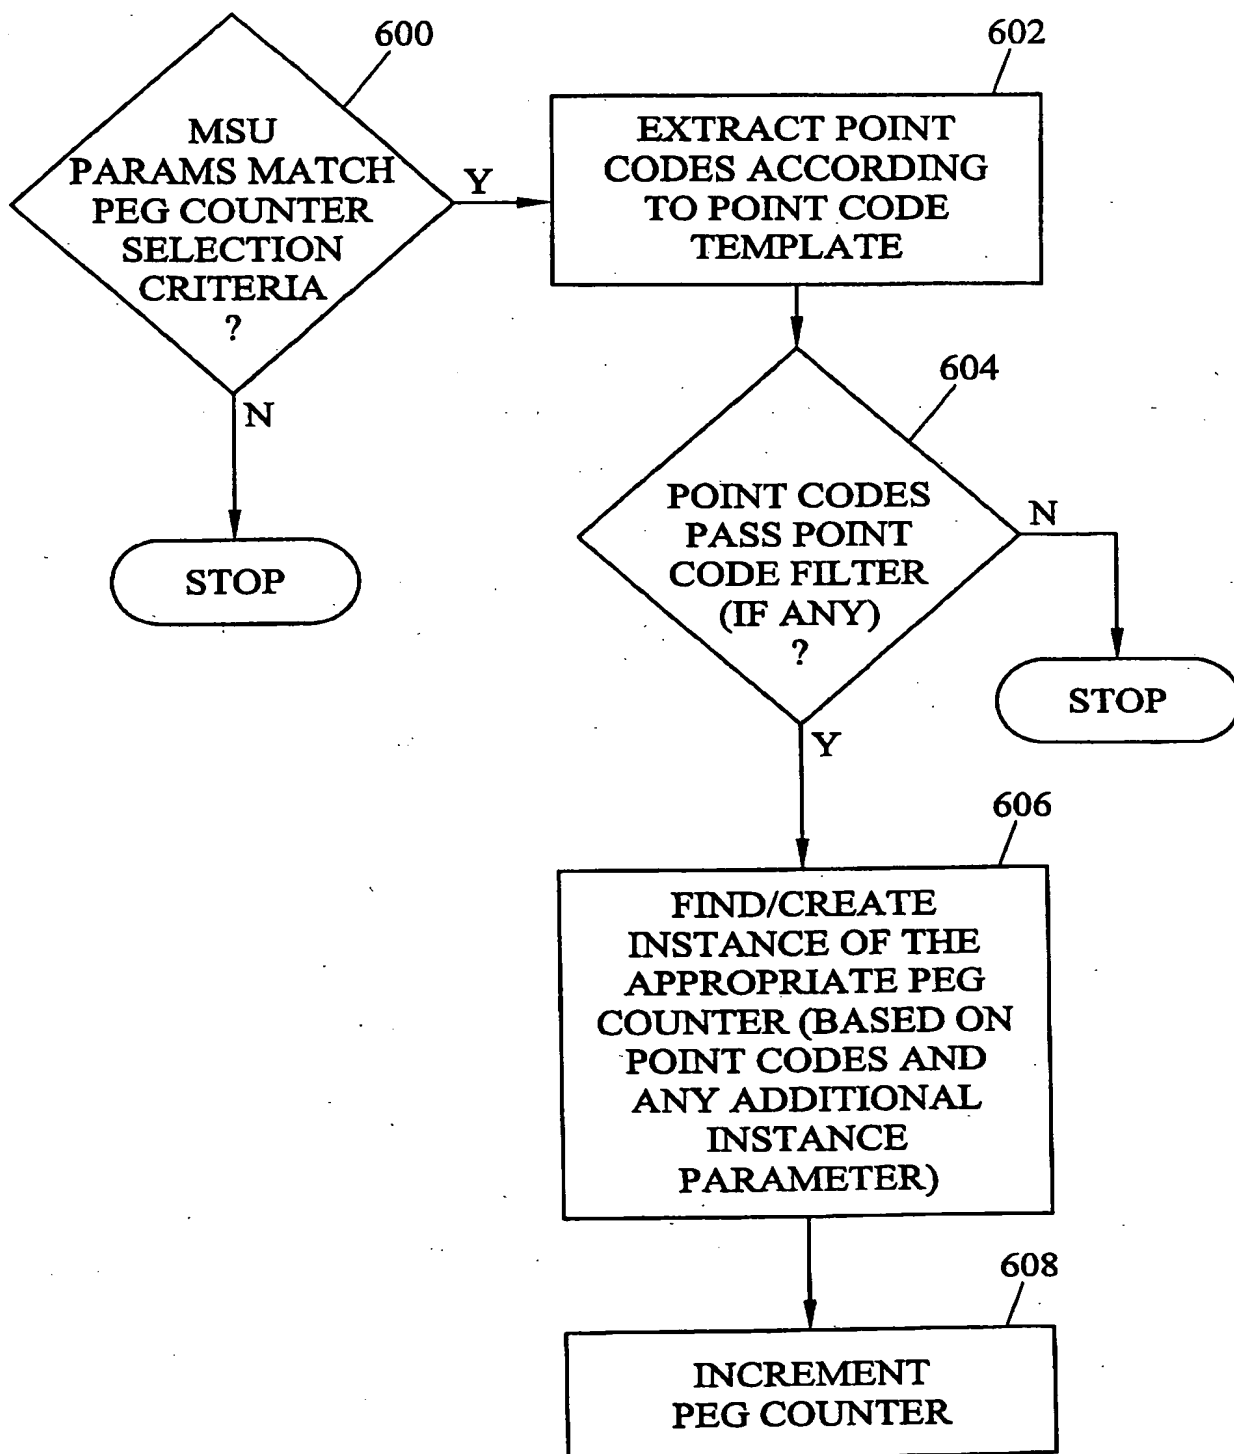 600
MSU
PARAMS MATCH
PEG COUNTER
SELECTION
CRITERIA
?
Y
N
STOP
602
EXTRACT POINT
CODES ACCORDING
TO POINT CODE
TEMPLATE
604
POINT CODES
PASS POINT
CODE FILTER
(IF ANY)
?
N
STOP
Y
606
FIND/CREATE
INSTANCE OF THE
APPROPRIATE PEG
COUNTER (BASED ON
POINT CODES AND
ANY ADDITIONAL
INSTANCE
PARAMETER)
608
INCREMENT
PEG COUNTER